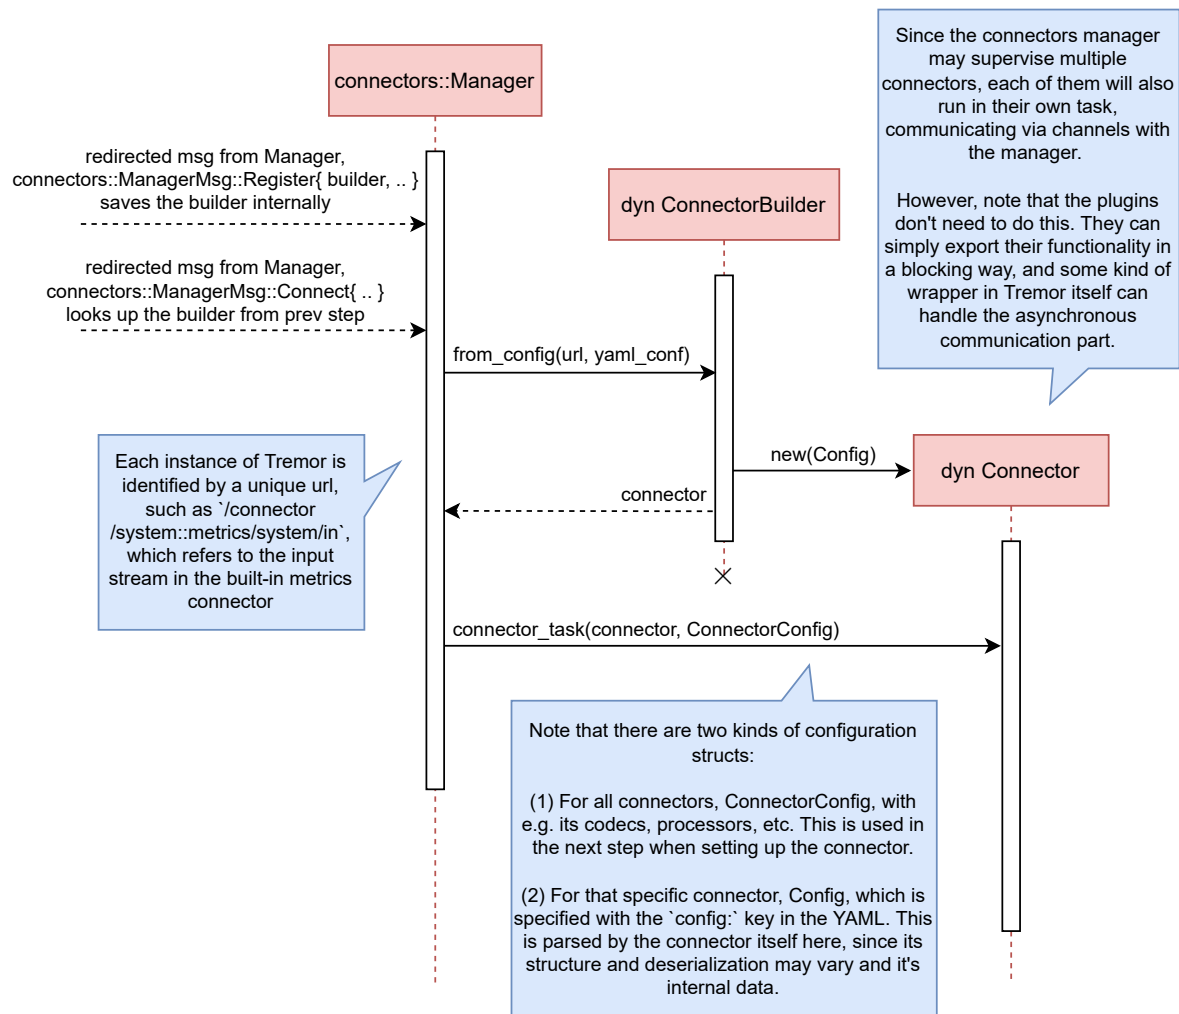 connectors::Manager
Since the connectors manager
may supervise multiple
connectors, each of them will also
run in their own task,
communicating via channels with
the manager.
However, note that the plugins
don't need to do this. They can
simply export their functionality in
a blocking way, and some kind of
wrapper in Tremor itself can
handle the asynchronous
communication part.
redirected msg from Manager,
connectors::ManagerMsg::Register{ builder, .. }
saves the builder internally
dyn ConnectorBuilder
redirected msg from Manager,
connectors::ManagerMsg::Connect{ .. }
looks up the builder from prev step
from_config(url, yaml_conf)
Each instance of Tremor is
identified by a unique url,
such as `/connector
/system::metrics/system/in`,
which refers to the input
stream in the built-in metrics
connector
new(Config)
dyn Connector
connector
connector_task(connector, ConnectorConfig)
Note that there are two kinds of configuration
structs:
(1) For all connectors, ConnectorConfig, with
e.g. its codecs, processors, etc. This is used in
the next step when setting up the connector.
(2) For that specific connector, Config, which is
specified with the `config:` key in the YAML. This
is parsed by the connector itself here, since its
structure and deserialization may vary and it's
internal data.